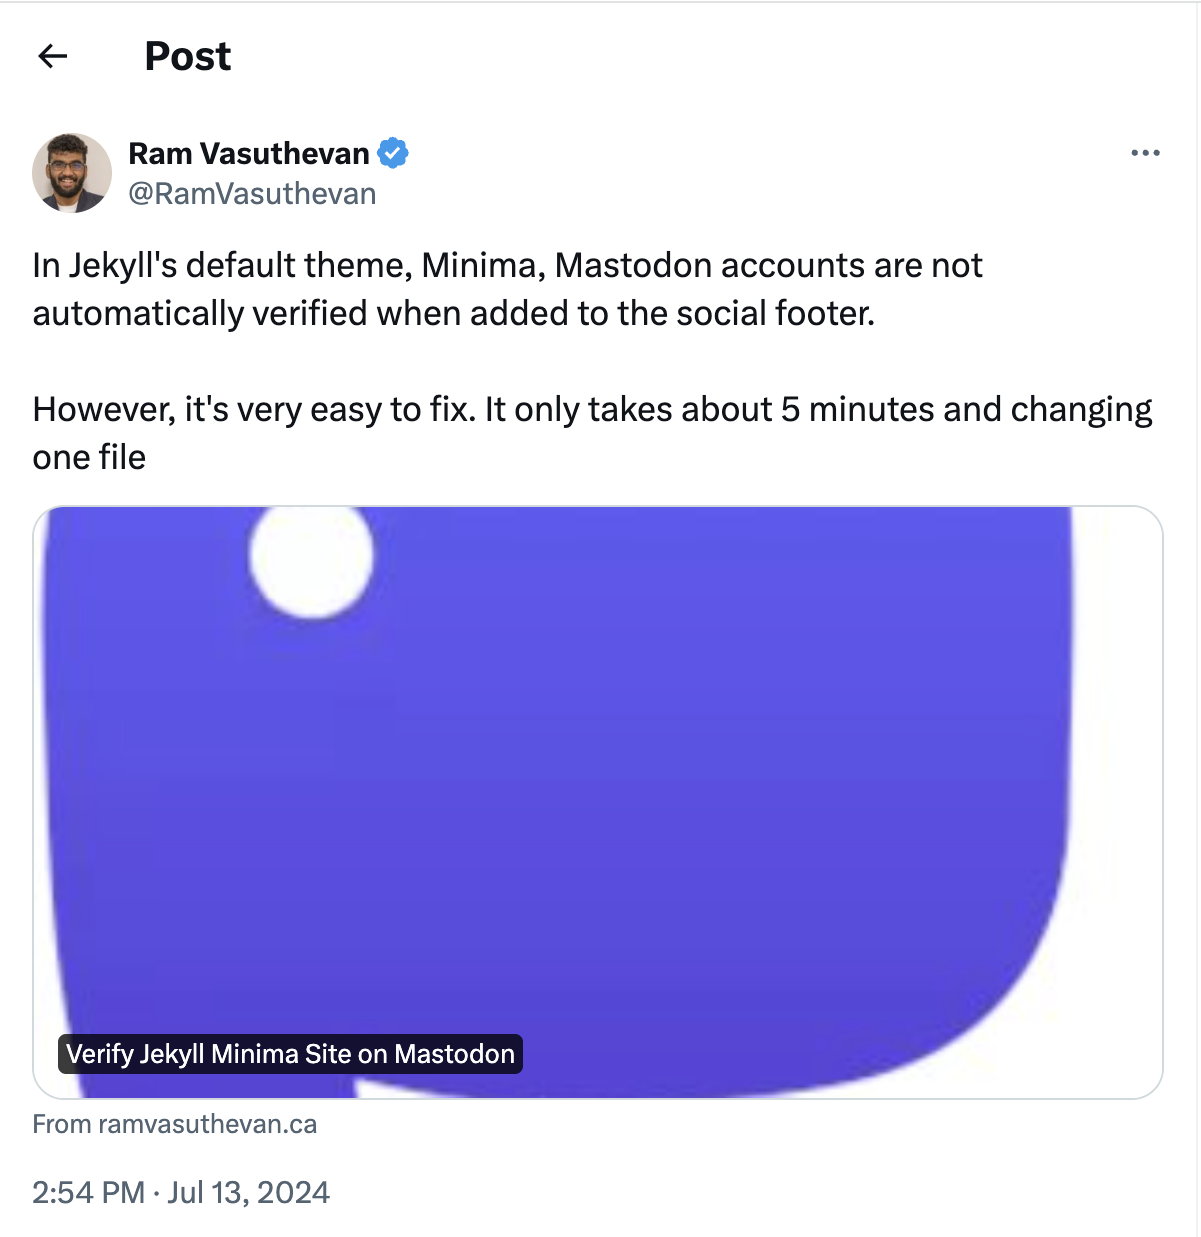 Post
Ram Vasuthevan
@RamVasuthevan
In Jekyll's default theme, Minima, Mastodon accounts are not
automatically verified when added to the social footer.
However, it's very easy to fix. It only takes about 5 minutes and changing
one file
Verify Jekyll Minima Site on Mastodon
From ramvasuthevan.ca
2:54 PM · Jul 13, 2024